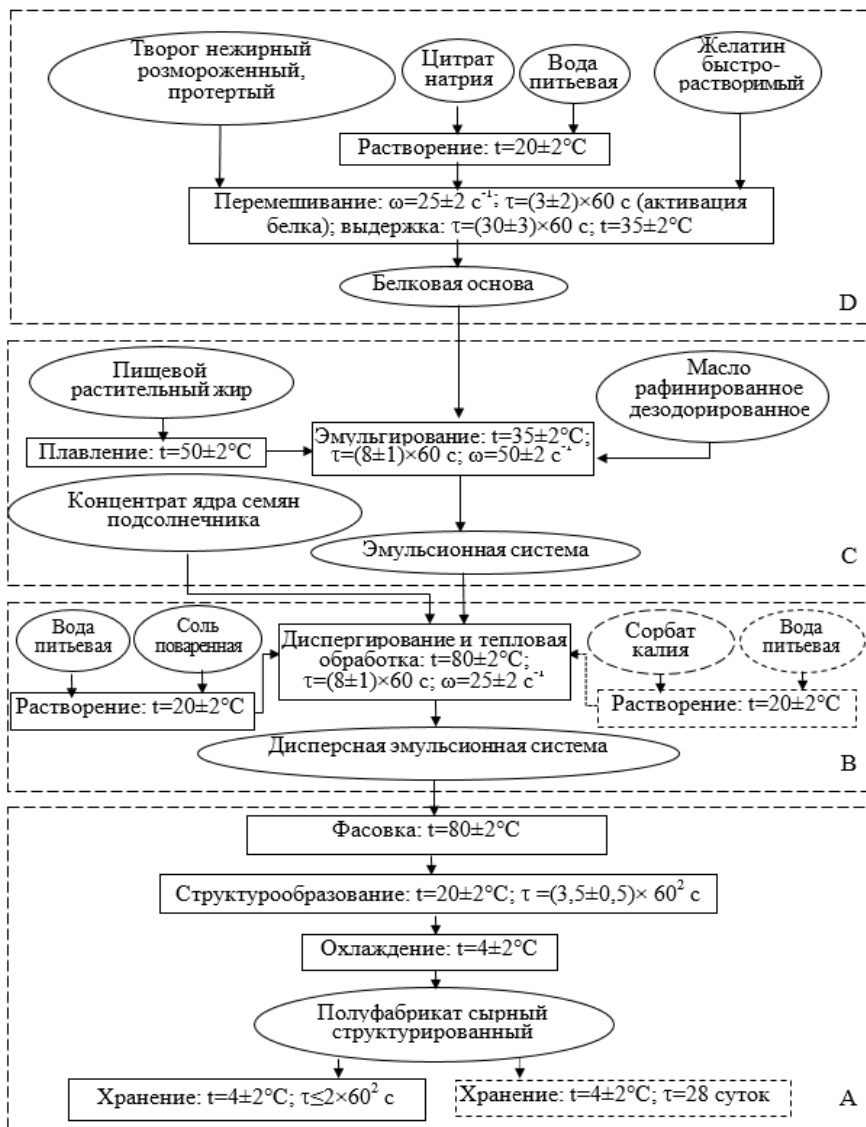 Творог нежирный
розмороженный,
протертый
Цитрат
натрия
Вода
питьевая
Желатин
быстро-
растворимый
Растворение: t=20±2°С
Перемешивание: ω=25±2 с⁻¹; τ=(3±2)×60 с (активация
белка); выдержка: τ=(30±3)×60 с; t=35±2°С
Белковая основа
D
Пищевой
растительный жир
Масло
рафинированное
дезодорированное
Плавление: t=50±2°С
Эмульгирование: t=35±2°С;
τ=(8±1)×60 с; ω=50±2 с⁻¹
Концентрат ядра семян
подсолнечника
Эмульсионная система
C
Вода
питьевая
Соль
поваренная
Диспергирование и тепловая
обработка: t=80±2°С;
τ=(8±1)×60 с; ω=25±2 с⁻¹
Сорбат
калия
Вода
питьевая
Растворение: t=20±2°С
Растворение: t=20±2°С
Дисперсная эмульсионная система
B
Фасовка: t=80±2°С
Структурообразование: t=20±2°С; τ =(3,5±0,5)× 60² с
Охлаждение: t=4±2°С
Полуфабрикат сырный
структурированный
Хранение: t=4±2°С; τ≤2×60² с
Хранение: t=4±2°С; τ=28 суток
A